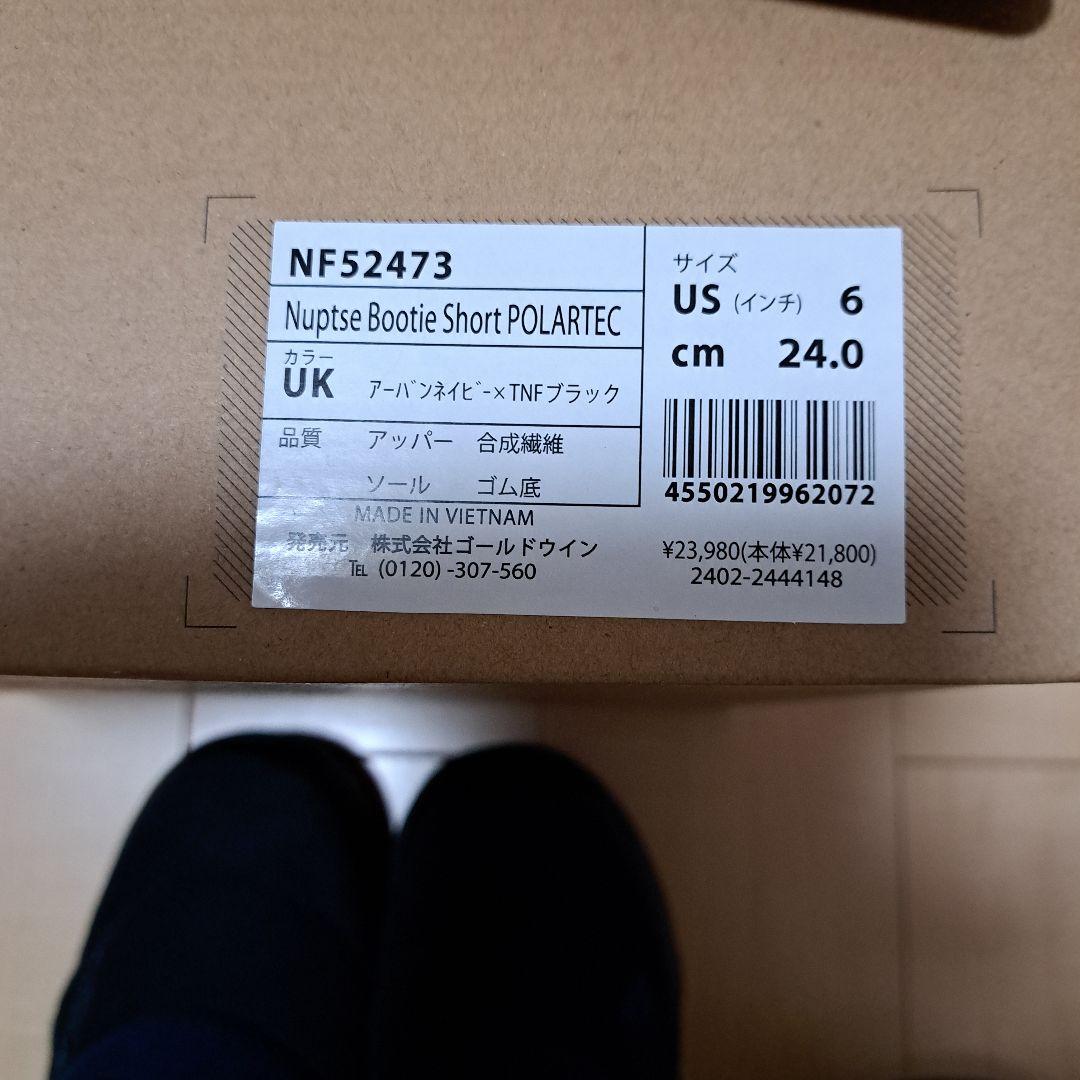 NF52473
Nuptse Bootie Short POLARTEC
カラー
UK アーバンネイビー×TNFブラック
品質 アッパー 合成繊維
ソール ゴム底
MADE IN VIETNAM
発売元 株式会社ゴールドウイン
℡ (0120) -307-560
サイズ
US (インチ) 6
cm 24.0
4550219962072
¥23,980(本体¥21,800)
2402-2444148